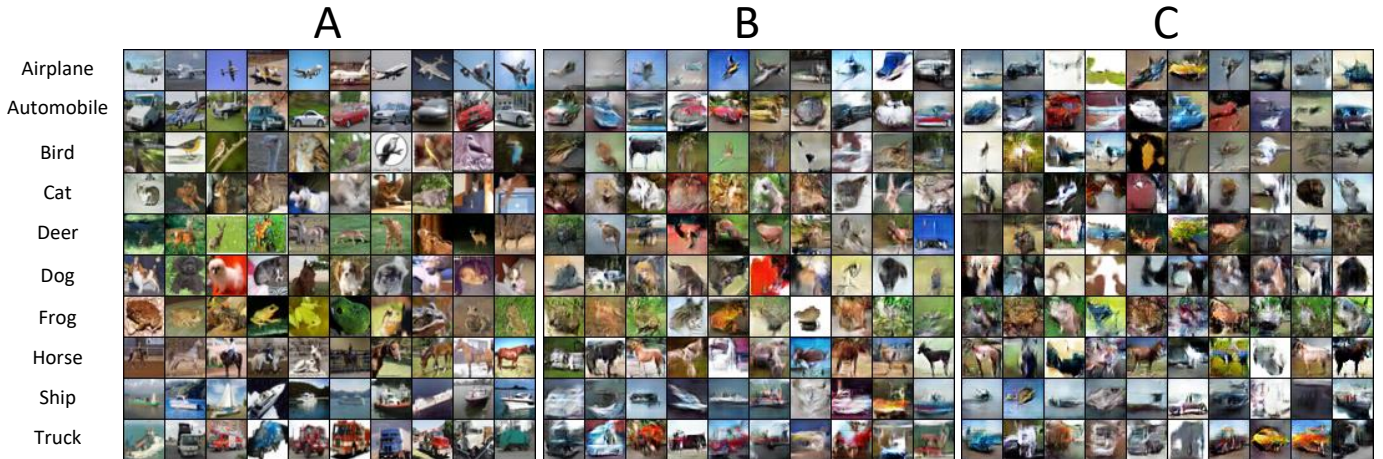 A B C
Airplane
Automobile
Bird
Cat
Deer
Dog
Frog
Horse
Ship
Truck